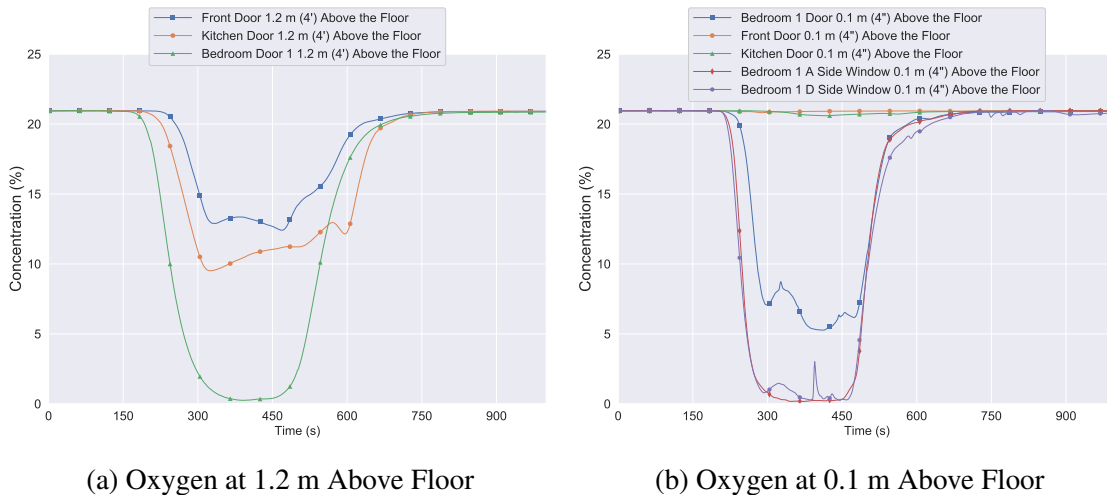 Front Door 1.2 m (4') Above the Floor
Kitchen Door 1.2 m (4') Above the Floor
Bedroom Door 1 1.2 m (4') Above the Floor
25
20
15
10
5
0
Concentration (%)
0 150 300 450 600 750 900
Time (s)
(a) Oxygen at 1.2 m Above Floor
Bedroom 1 Door 0.1 m (4") Above the Floor
Front Door 0.1 m (4") Above the Floor
Kitchen Door 0.1 m (4") Above the Floor
Bedroom 1 A Side Window 0.1 m (4") Above the Floor
Bedroom 1 D Side Window 0.1 m (4") Above the Floor
25
20
15
10
5
0
Concentration (%)
0 150 300 450 600 750 900
Time (s)
(b) Oxygen at 0.1 m Above Floor